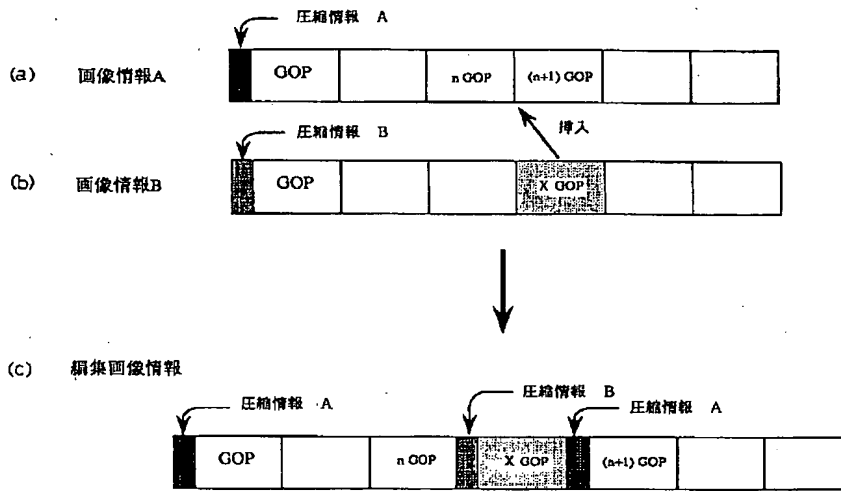 圧縮情報 A
(a) 画像情報A
GOP
n GOP
(n+1) GOP
圧縮情報 B
挿入
(b) 画像情報B
GOP
X GOP
(c) 編集画像情報
圧縮情報 B
圧縮情報 A
圧縮情報 A
GOP
n GOP
X GOP
(n+1) GOP